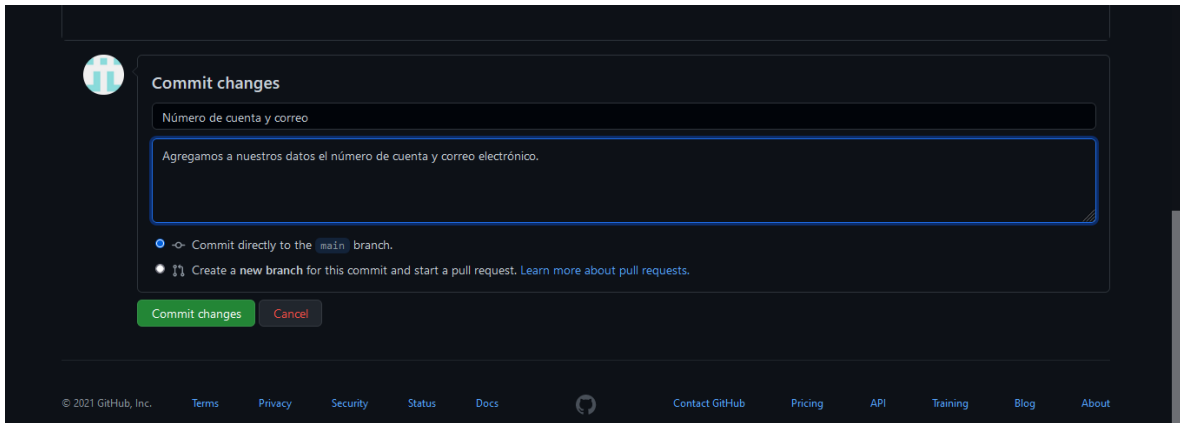 Commit changes
Número de cuenta y correo
Agregamos a nuestros datos el número de cuenta y correo electrónico.
Commit directly to the main branch.
Create a new branch for this commit and start a pull request. Learn more about pull requests.
Commit changes Cancel
© 2021 GitHub, Inc. Terms Privacy Security Status Docs Contact GitHub Pricing API Training Blog About